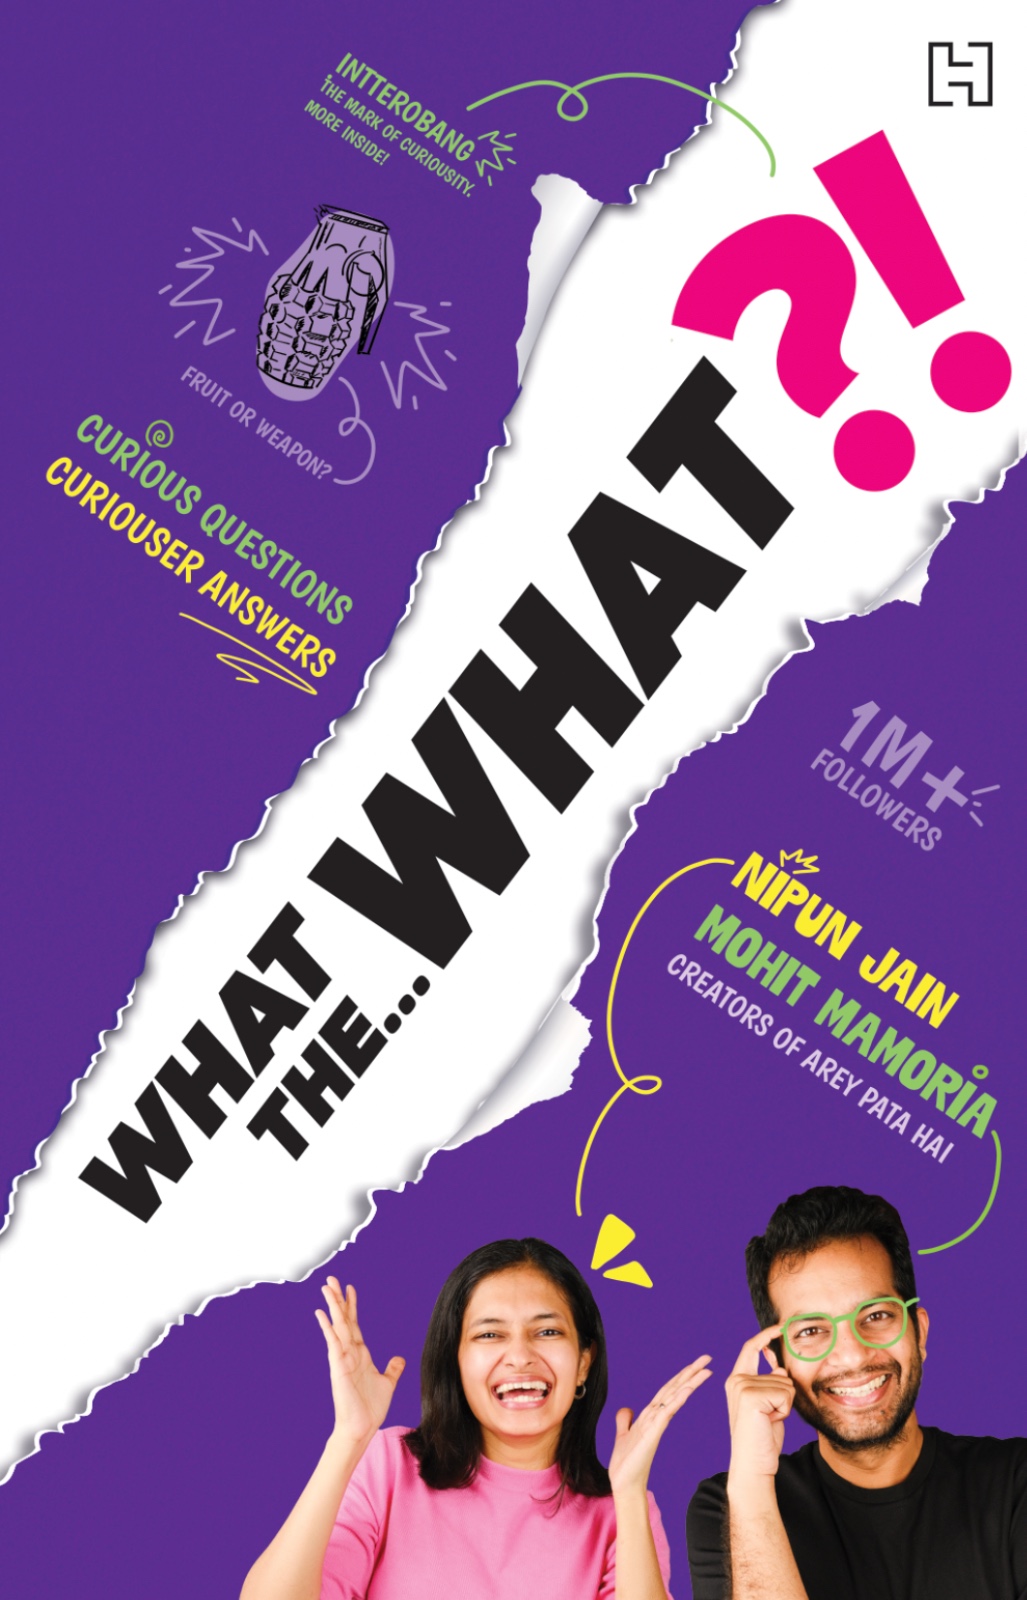 INTTEROBANG
THE MARK OF CURIOUSITY.
MORE INSIDE!
?!
FRUIT OR WEAPON?
CURIOUS QUESTIONS
CURIOUSER ANSWERS
WHAT
THE...
WHAT
1M+
FOLLOWERS
NIPUN JAIN
MOHIT MAMORIA
CREATORS OF AREY PATA HAI